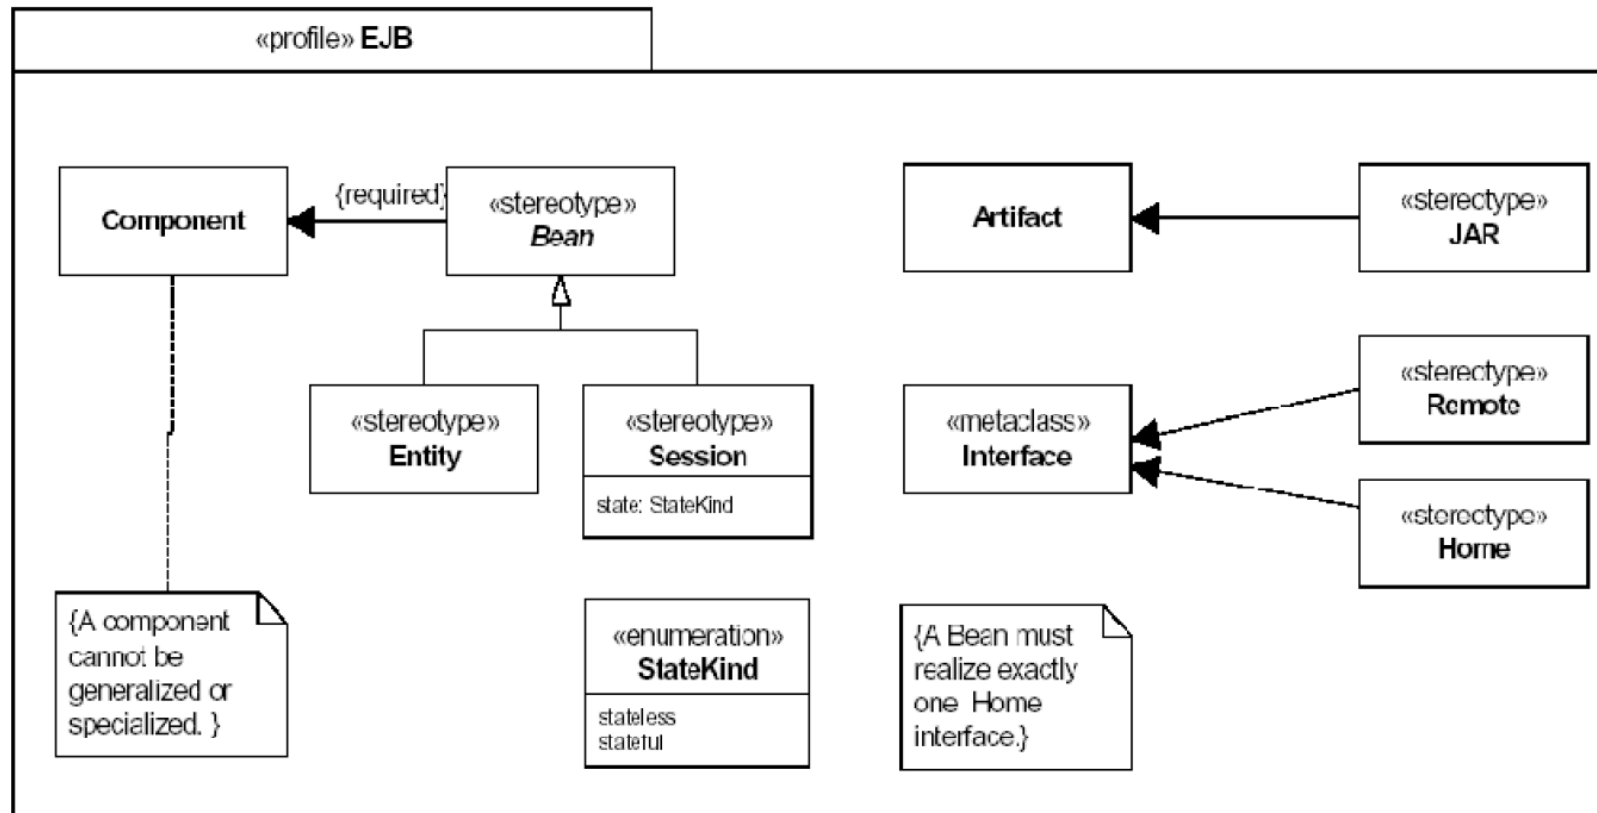 «profile» EJB
Component
{required}
«stereotype»
Bean
Artifact
«stereotype»
JAR
«stereotype»
Entity
«stereotype»
Session
state: StateKind
«metaclass»
Interface
«stereotype»
Remote
«stereotype»
Home
{A component
cannot be
generalized or
specialized. }
«enumeration»
StateKind
stateless
stateful
{A Bean must
realize exactly
one Home
interface.}